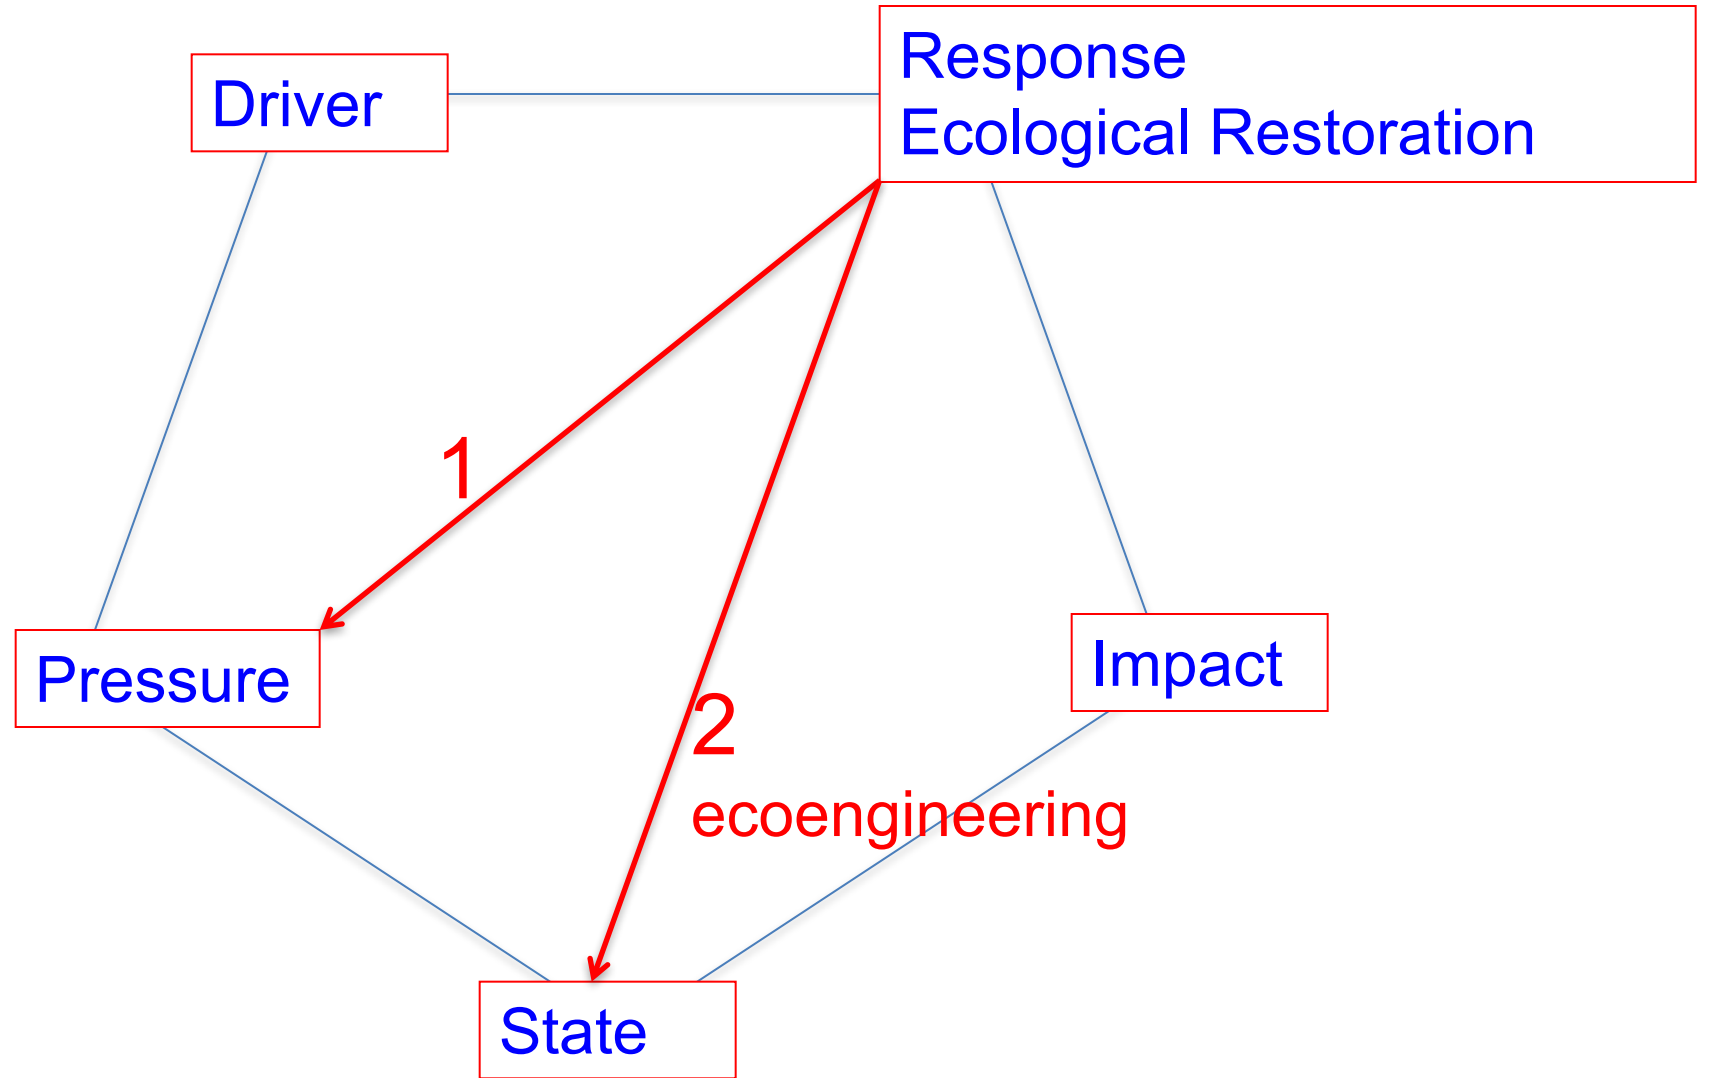 Driver
Response
Ecological Restoration
1
Pressure
Impact
2
ecoengineering
State